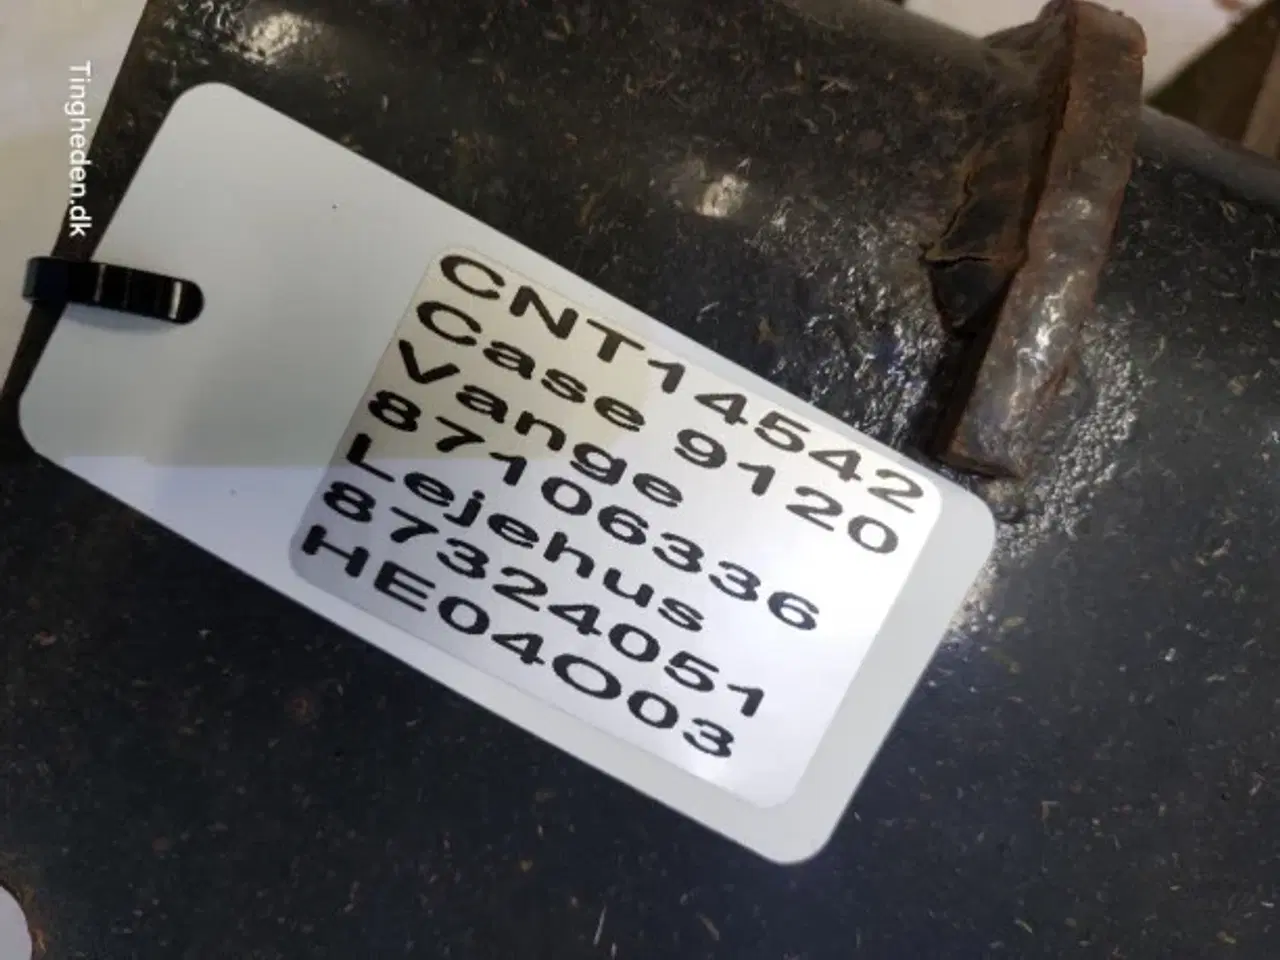 Tingheden.dk
CNT14542
Case 9120
Vange
87106336
Lejehus
87324051
HE04O03